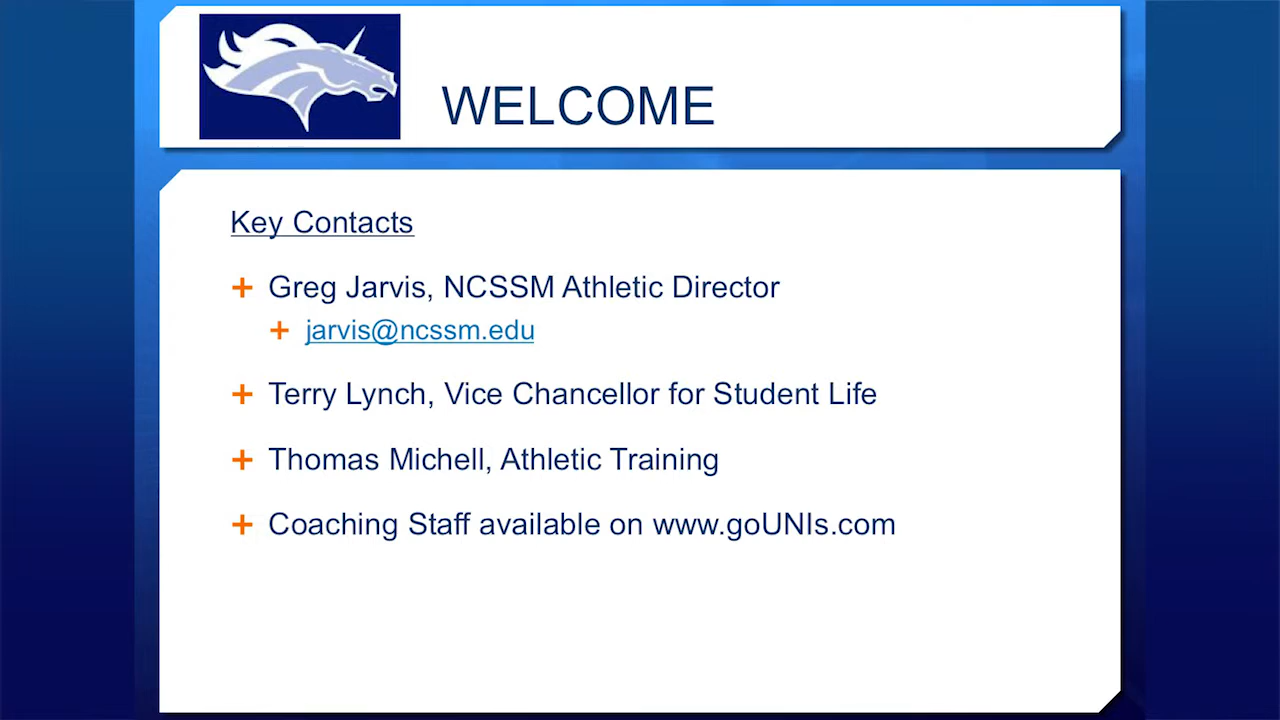 WELCOME
Key Contacts
Greg Jarvis, NCSSM Athletic Director
jarvis@ncssm.edu
Terry Lynch, Vice Chancellor for Student Life
Thomas Michell, Athletic Training
Coaching Staff available on www.goUNIs.com